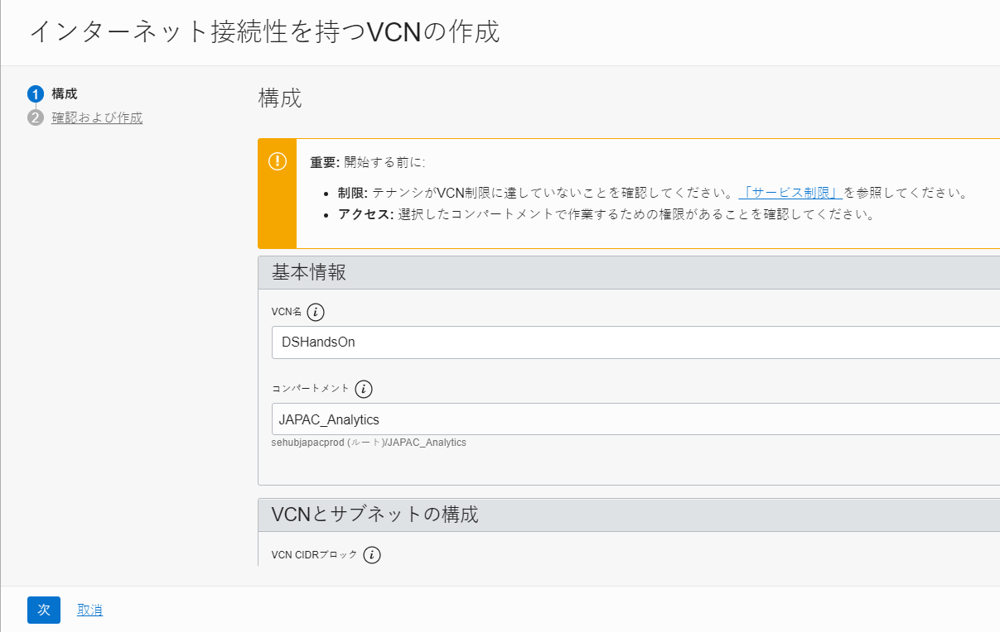 インターネット接続性を持つVCNの作成
1 構成
2 確認および作成
構成
重要: 開始する前に:
• 制限: テナンシがVCN制限に達していないことを確認してください。「サービス制限」を参照してください。
• アクセス: 選択したコンパートメントで作業するための権限があることを確認してください。
基本情報
VCN名 i
DSHandsOn
コンパートメント i
JAPAC_Analytics
sehubjapacprod (ルート)/JAPAC_Analytics
VCNとサブネットの構成
VCN CIDRブロック i
次 取消